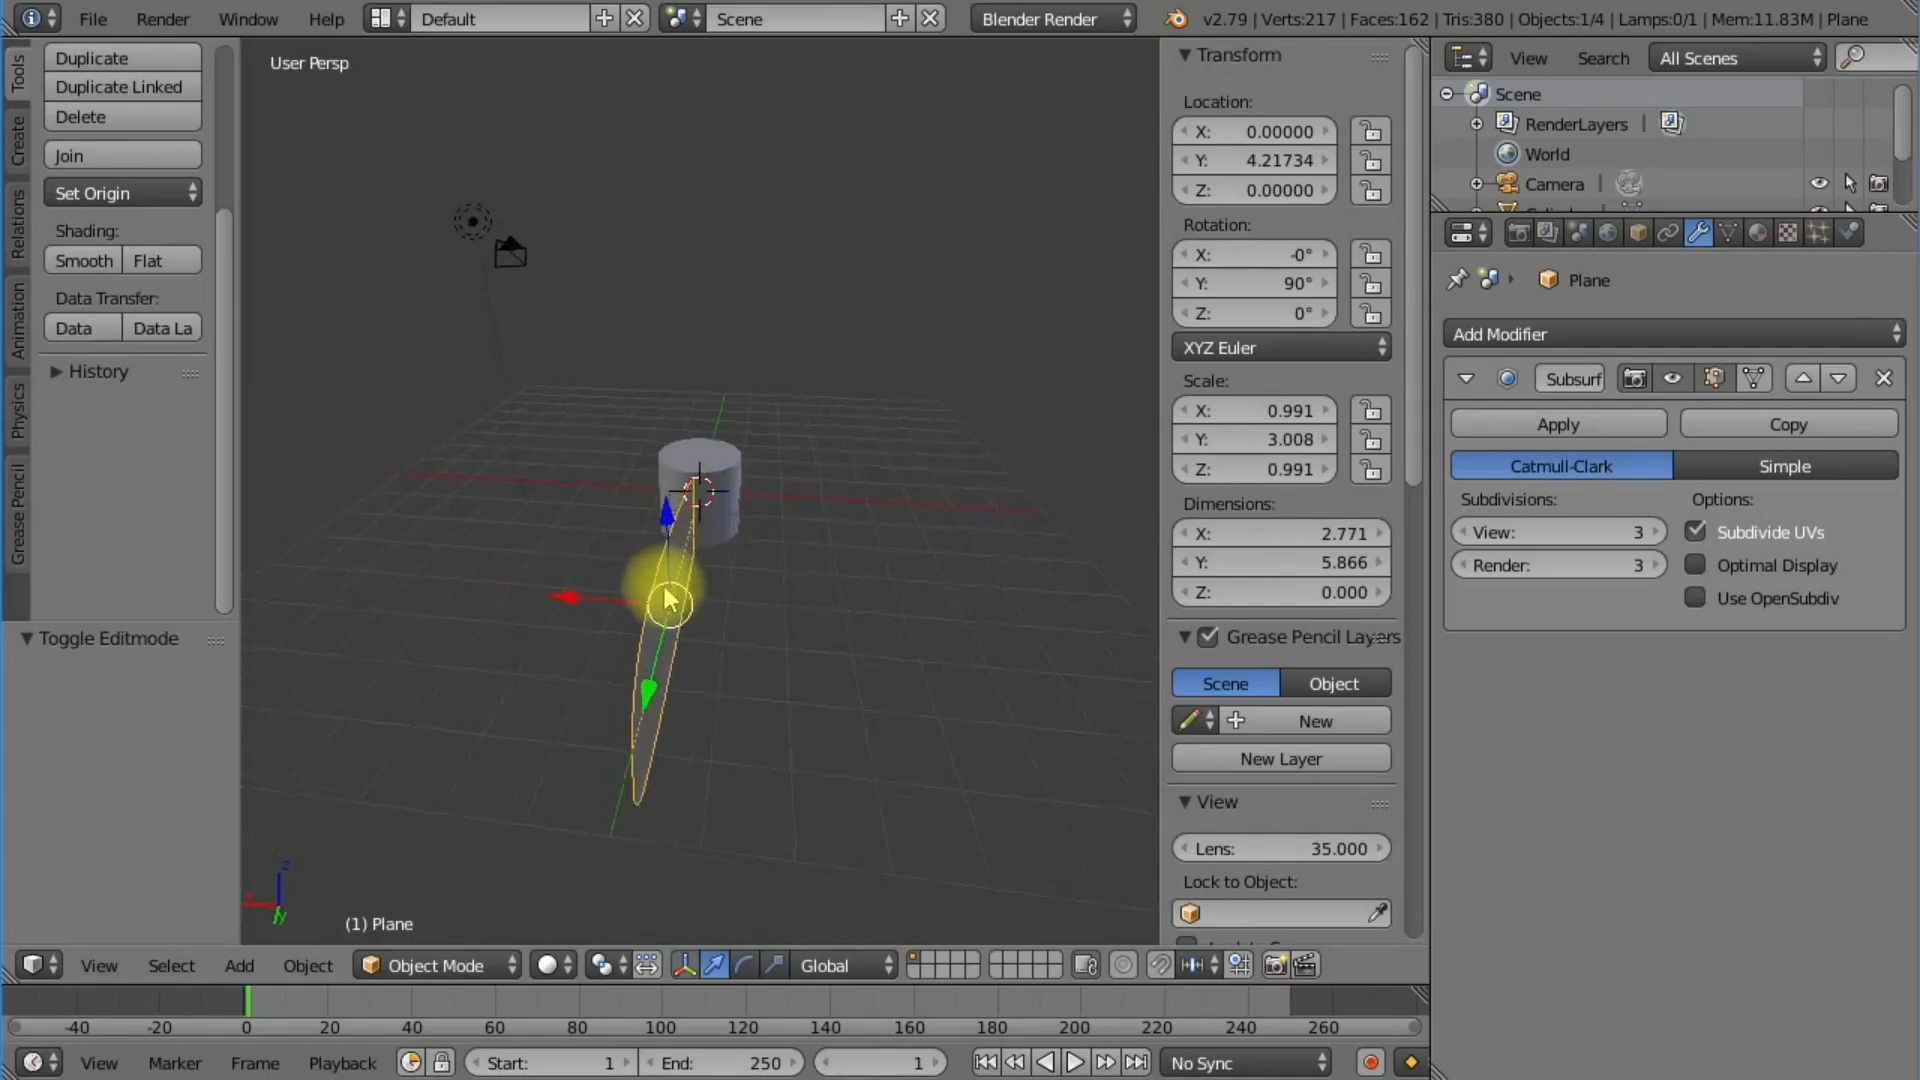 File Render Window Help Default Scene Blender Render v2.79 | Verts:217 | Faces:162 | Tris:380 | Objects:1/4 | Lamps:0/1 | Mem:11.83M | Plane
Tools
Create
Relations
Animation
Physics
Grease Pencil
Duplicate
Duplicate Linked
Delete
Join
Set Origin
Shading:
Smooth Flat
Data Transfer:
Data Data La
History
Toggle Editmode
User Persp
(1) Plane
Transform
Location:
X: 0.00000
Y: 4.21734
Z: 0.00000
Rotation:
X: -0°
Y: 90°
Z: 0°
XYZ Euler
Scale:
X: 0.991
Y: 3.008
Z: 0.991
Dimensions:
X: 2.771
Y: 5.866
Z: 0.000
Grease Pencil Layers
Scene Object
New
New Layer
View
Lens: 35.000
Lock to Object:
View Search All Scenes
Scene
RenderLayers
World
Camera
Plane
Add Modifier
Subsurf
Apply Copy
Catmull-Clark Simple
Subdivisions: Options:
View: 3 Subdivide UVs
Render: 3 Optimal Display
Use OpenSubdiv
z
x
y
View Select Add Object Object Mode Global
-40 -20 0 20 40 60 80 100 120 140 160 180 200 220 240 260
View Marker Frame Playback Start: 1 End: 250 1 No Sync